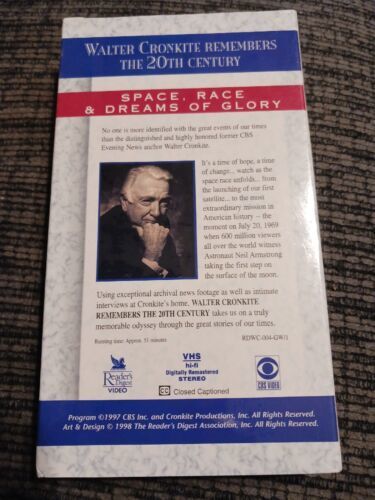 WALTER CRONKITE REMEMBERS
THE 20TH CENTURY
SPACE, RACE
& DREAMS OF GLORY
No one is more identified with the great events of our times
than the distinguished and highly honored former CBS
Evening News anchor Walter Cronkite.
It's a time of hope, a time
of change... watch as the
space race unfolds... from
the launching of our first
satellite... to the most
extraordinary mission in
American history – the
moment on July 20, 1969
when 600 million viewers
all over the world witness
Astronaut Neil Armstrong
taking the first step on
the surface of the moon.
Using exceptional archival news footage as well as intimate
interviews at Cronkite's home, WALTER CRONKITE
REMEMBERS THE 20TH CENTURY takes us on a truly
memorable odyssey through the great stories of our times.
Running time: Approx. 51 minutes
RDWC-004-GW/1
Reader's
Digest
VIDEO
VHS
hi-fi
Digitally Remastered
STEREO
CC Closed Captioned
CBS VIDEO
Program ©1997 CBS Inc. and Cronkite Productions, Inc. All Rights Reserved.
Art & Design © 1998 The Reader's Digest Association, Inc. All Rights Reserved.